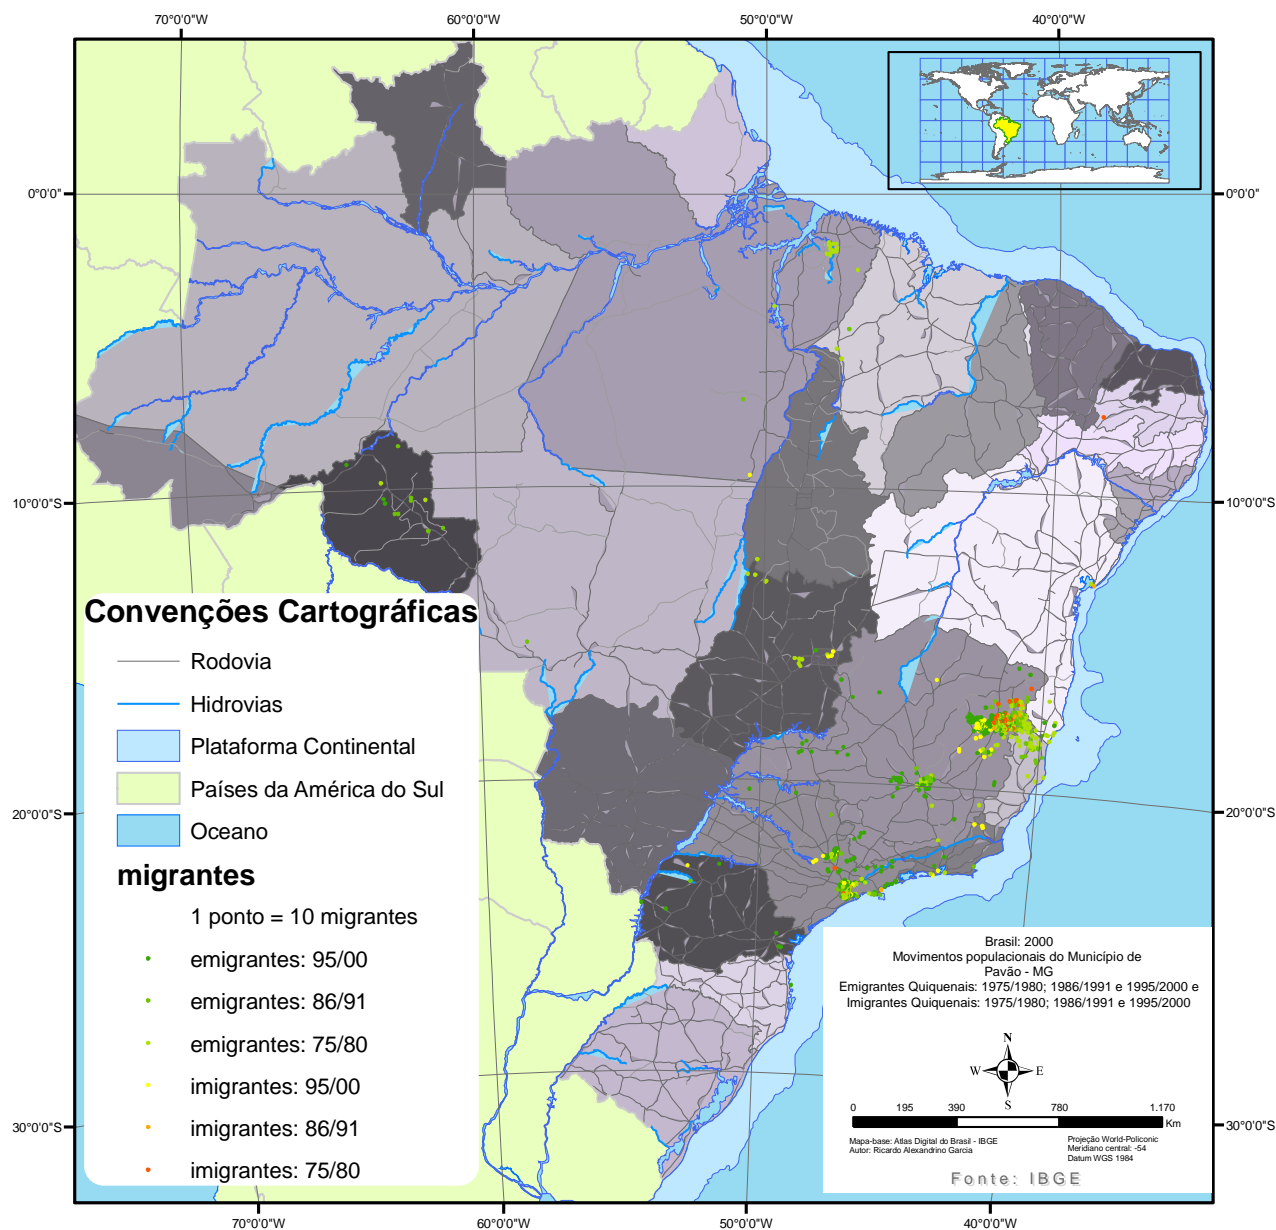 70°0'0"W 60°0'0"W 50°0'0"W 40°0'0"W
0°0'0" 0°0'0"
10°0'0"S 10°0'0"S
Convenções Cartográficas
Rodovia
Hidrovias
Plataforma Continental
Países da América do Sul
20°0'0"S 20°0'0"S
Oceano
migrantes
1 ponto = 10 migrantes
emigrantes: 95/00
emigrantes: 86/91
emigrantes: 75/80
imigrantes: 95/00
imigrantes: 86/91
imigrantes: 75/80
Brasil: 2000
Movimentos populacionais do Município de
Pavão - MG
Emigrantes Quiquenais: 1975/1980; 1986/1991 e 1995/2000 e
Imigrantes Quiquenais: 1975/1980; 1986/1991 e 1995/2000
N
W E
S
0 195 390 780 1.170
Km
Mapa-base: Atlas Digital do Brasil - IBGE
Autor: Ricardo Alexandrino Garcia
Projeção World-Policonic
Meridiano central: -54
Datum WGS 1984
Fonte: IBGE
30°0'0"S 30°0'0"S
70°0'0"W 60°0'0"W 50°0'0"W 40°0'0"W